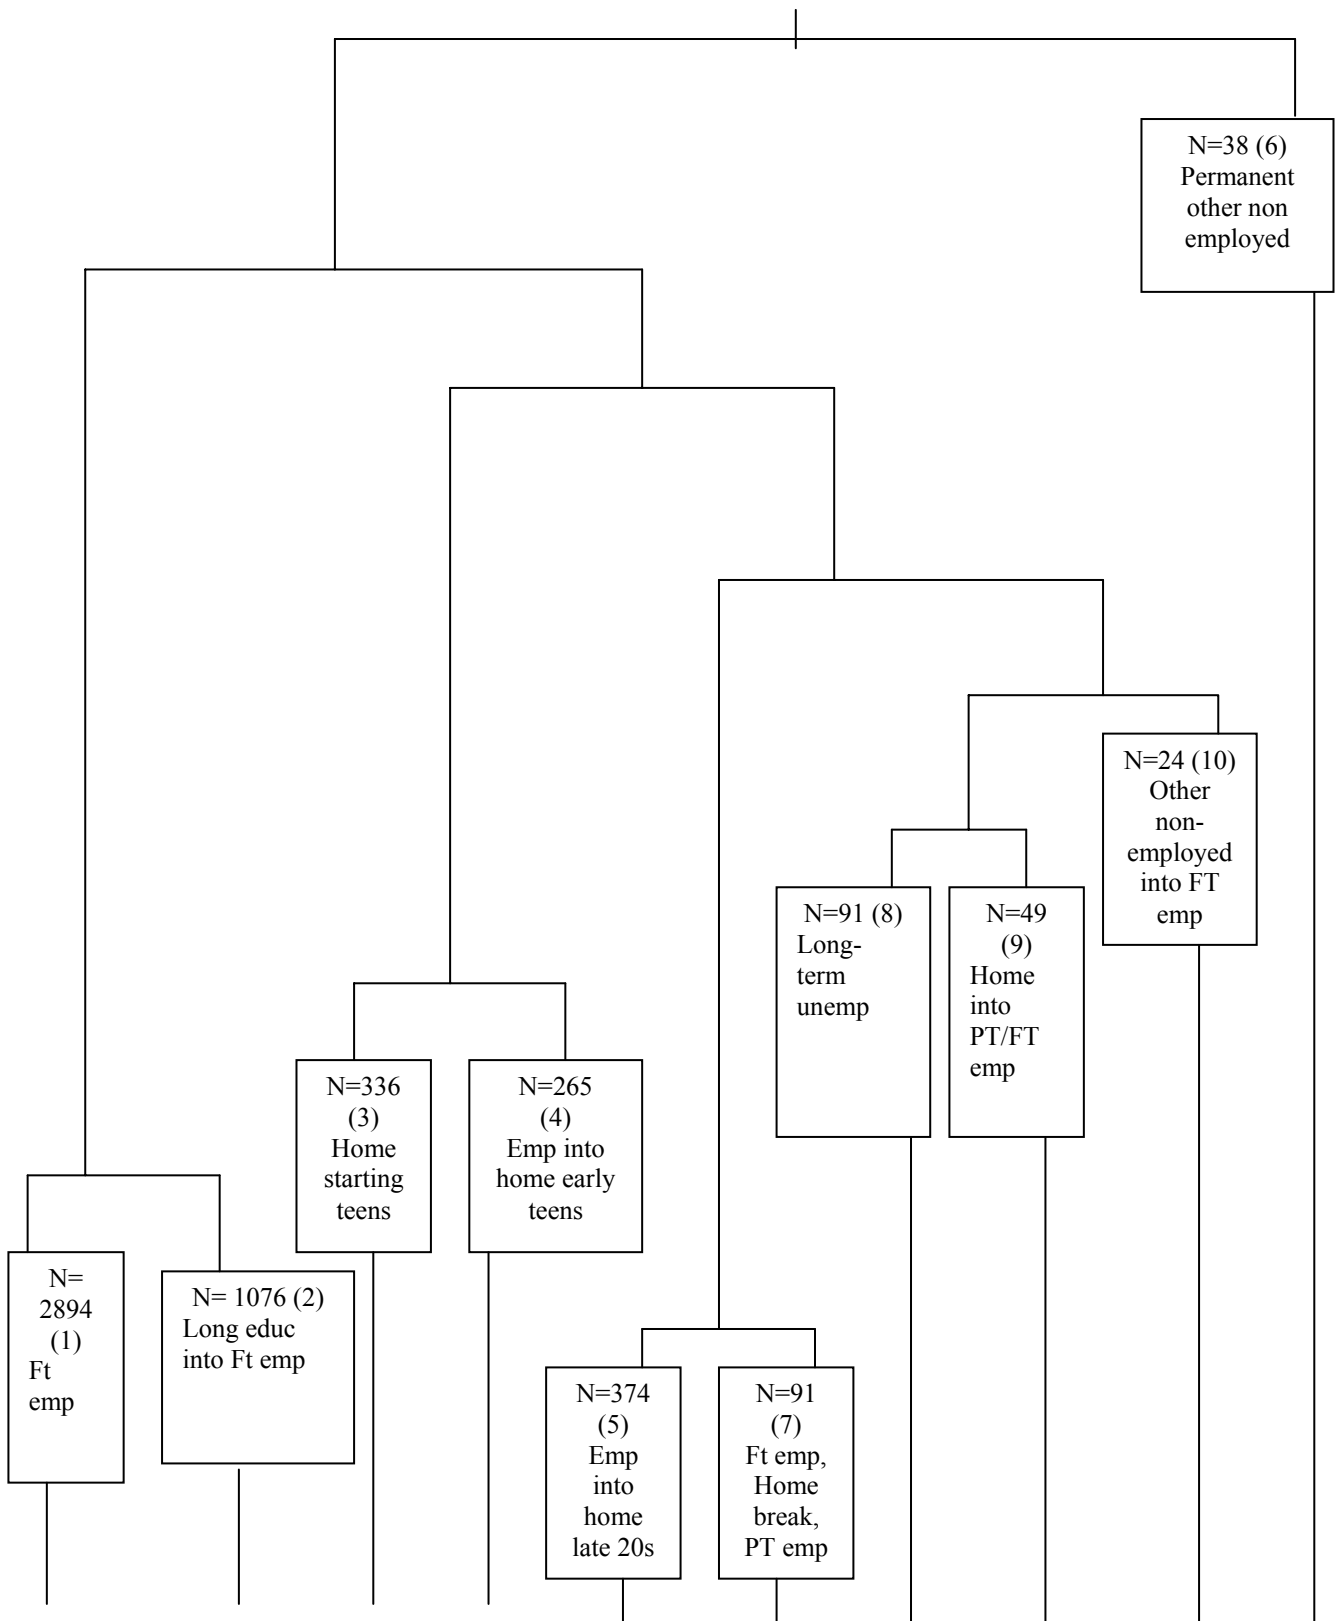 N=38 (6)
Permanent
other non
employed
N=24 (10)
Other
non-
employed
into FT
emp
N=91 (8)
Long-
term
unemp
N=49
(9)
Home
into
PT/FT
emp
N=336
(3)
Home
starting
teens
N=265
(4)
Emp into
home early
teens
N=
2894
(1)
Ft
emp
N= 1076 (2)
Long educ
into Ft emp
N=374
(5)
Emp
into
home
late 20s
N=91
(7)
Ft emp,
Home
break,
PT emp